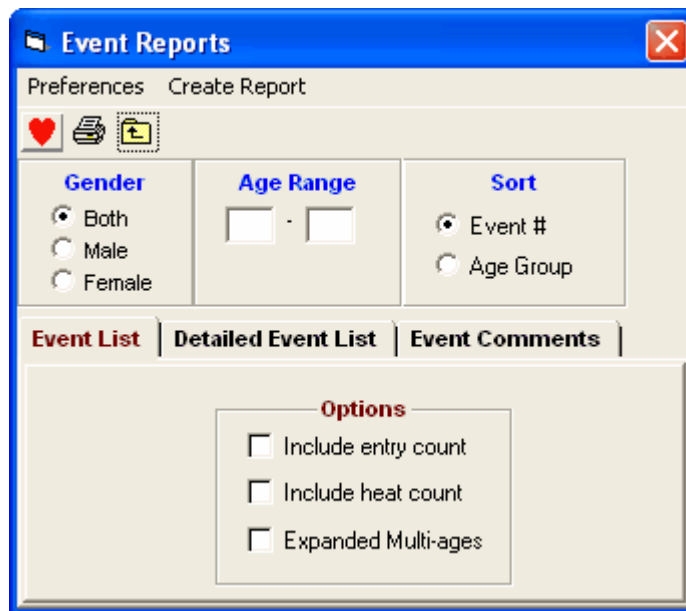 Event Reports
Preferences Create Report
Gender
Both
Male
Female
Age Range
-
Sort
Event #
Age Group
Event List Detailed Event List Event Comments
Options
Include entry count
Include heat count
Expanded Multi-ages